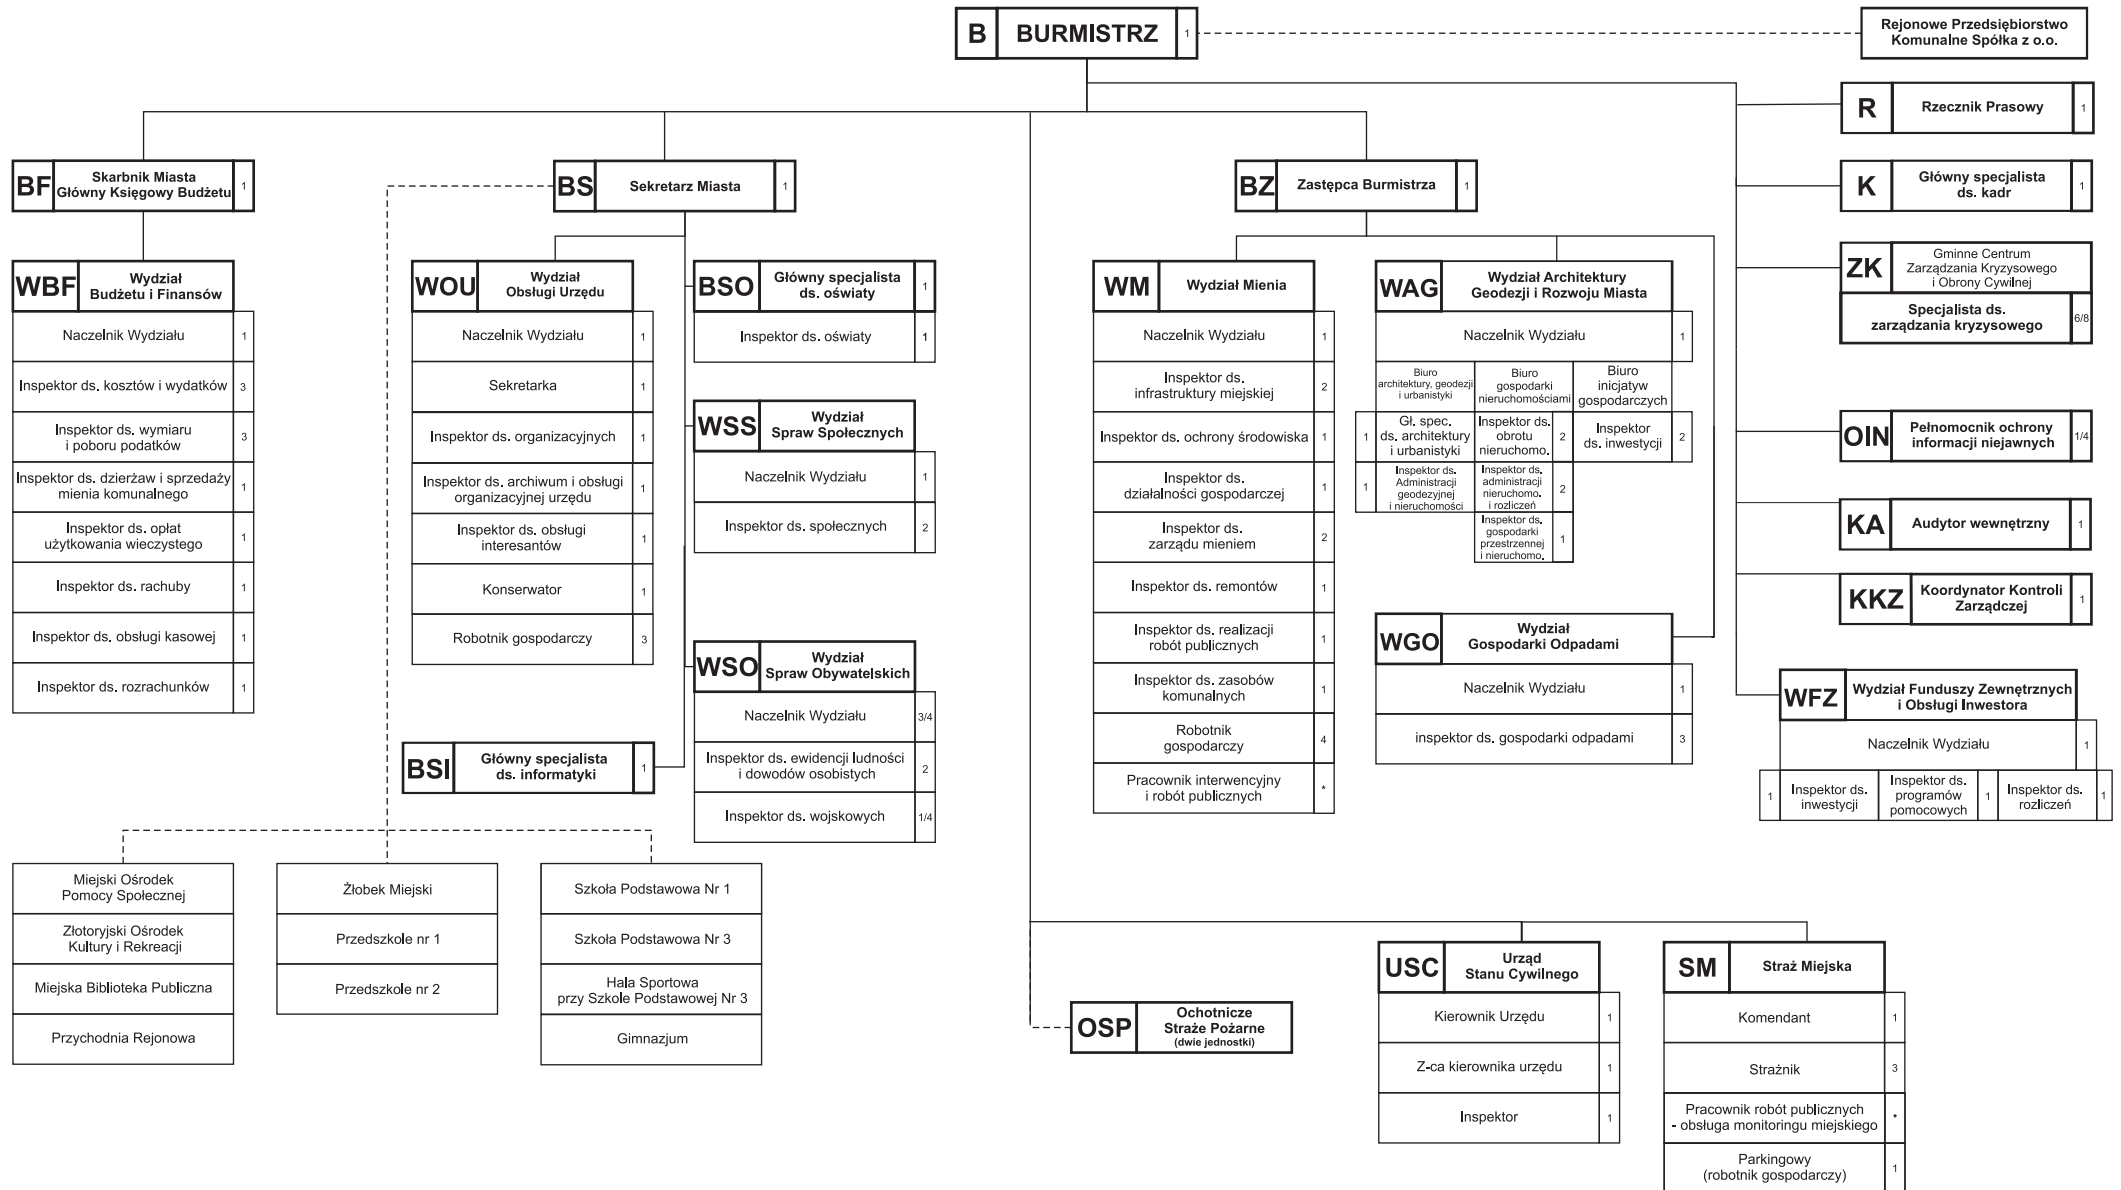 B
BURMISTRZ
1
Rejonowe Przedsiębiorstwo
Komunalne Spółka z o.o.
R
Rzecznik Prasowy
1
K
Główny specjalista
ds. kadr
1
ZK
Gminne Centrum
Zarządzania Kryzysowego
i Obrony Cywilnej
Specjalista ds.
zarządzania kryzysowego
6/8
OIN
Pełnomocnik ochrony
informacji niejawnych
1/4
KA
Audytor wewnętrzny
1
KKZ
Koordynator Kontroli
Zarządczej
1
WFZ
Wydział Funduszy Zewnętrznych
i Obsługi Inwestora
Naczelnik Wydziału
1
1
Inspektor ds.
inwestycji
Inspektor ds.
programów
pomocowych
1
Inspektor ds.
rozliczeń
1
BF
Skarbnik Miasta
Główny Księgowy Budżetu
1
WBF
Wydział
Budżetu i Finansów
Naczelnik Wydziału
1
Inspektor ds. kosztów i wydatków
3
Inspektor ds. wymiaru
i poboru podatków
3
Inspektor ds. dzierżaw i sprzedaży
mienia komunalnego
1
Inspektor ds. opłat
użytkowania wieczystego
1
Inspektor ds. rachuby
1
Inspektor ds. obsługi kasowej
1
Inspektor ds. rozrachunków
1
BS
Sekretarz Miasta
1
WOU
Wydział
Obsługi Urzędu
Naczelnik Wydziału
1
Sekretarka
1
Inspektor ds. organizacyjnych
1
Inspektor ds. archiwum i obsługi
organizacyjnej urzędu
1
Inspektor ds. obsługi
interesantów
1
Konserwator
1
Robotnik gospodarczy
3
BSI
Główny specjalista
ds. informatyki
1
BSO
Główny specjalista
ds. oświaty
1
Inspektor ds. oświaty
1
WSS
Wydział
Spraw Społecznych
Naczelnik Wydziału
1
Inspektor ds. społecznych
2
WSO
Wydział
Spraw Obywatelskich
Naczelnik Wydziału
3/4
Inspektor ds. ewidencji ludności
i dowodów osobistych
2
Inspektor ds. wojskowych
1/4
Miejski Ośrodek
Pomocy Społecznej
Złotoryjski Ośrodek
Kultury i Rekreacji
Miejska Biblioteka Publiczna
Przychodnia Rejonowa
Żłobek Miejski
Przedszkole nr 1
Przedszkole nr 2
Szkoła Podstawowa Nr 1
Szkoła Podstawowa Nr 3
Hala Sportowa
przy Szkole Podstawowej Nr 3
Gimnazjum
BZ
Zastępca Burmistrza
1
WM
Wydział Mienia
Naczelnik Wydziału
1
Inspektor ds.
infrastruktury miejskiej
2
Inspektor ds. ochrony środowiska
1
Inspektor ds.
działalności gospodarczej
1
Inspektor ds.
zarządu mieniem
2
Inspektor ds. remontów
1
Inspektor ds. realizacji
robót publicznych
1
Inspektor ds. zasobów
komunalnych
1
Robotnik
gospodarczy
4
Pracownik interwencyjny
i robót publicznych
*
WAG
Wydział Architektury
Geodezji i Rozwoju Miasta
Naczelnik Wydziału
1
Biuro
architektury, geodezji
i urbanistyki
Biuro
gospodarki
nieruchomościami
Biuro
inicjatyw
gospodarczych
1
Gł. spec.
ds. architektury
i urbanistyki
Inspektor ds.
obrotu
nieruchomo.
2
Inspektor
ds. inwestycji
2
1
Inspektor ds.
Administracji
geodezyjnej
i nieruchomości
Inspektor ds.
administracji
nieruchomo.
i rozliczeń
2
Inspektor ds.
gospodarki
przestrzennej
i nieruchomo.
1
WGO
Wydział
Gospodarki Odpadami
Naczelnik Wydziału
1
inspektor ds. gospodarki odpadami
3
OSP
Ochotnicze
Straże Pożarne
(dwie jednostki)
USC
Urząd
Stanu Cywilnego
Kierownik Urzędu
1
Z-ca kierownika urzędu
1
Inspektor
1
SM
Straż Miejska
Komendant
1
Strażnik
3
Pracownik robót publicznych
- obsługa monitoringu miejskiego
*
Parkingowy
(robotnik gospodarczy)
1